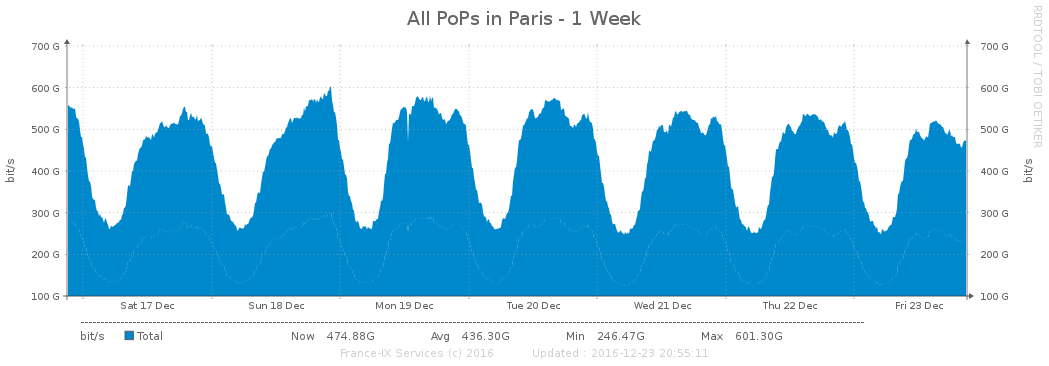 All PoPs in Paris - 1 Week
RRDTOOL / TOBI OETIKER
700 G 700 G
600 G 600 G
500 G 500 G
400 G 400 G
300 G 300 G
200 G 200 G
100 G 100 G
bit/s bit/s
Sat 17 Dec Sun 18 Dec Mon 19 Dec Tue 20 Dec Wed 21 Dec Thu 22 Dec Fri 23 Dec
bit/s Total Now 474.88G Avg 436.30G Min 246.47G Max 601.30G
France-IX Services (c) 2016 Updated : 2016-12-23 20:55:11